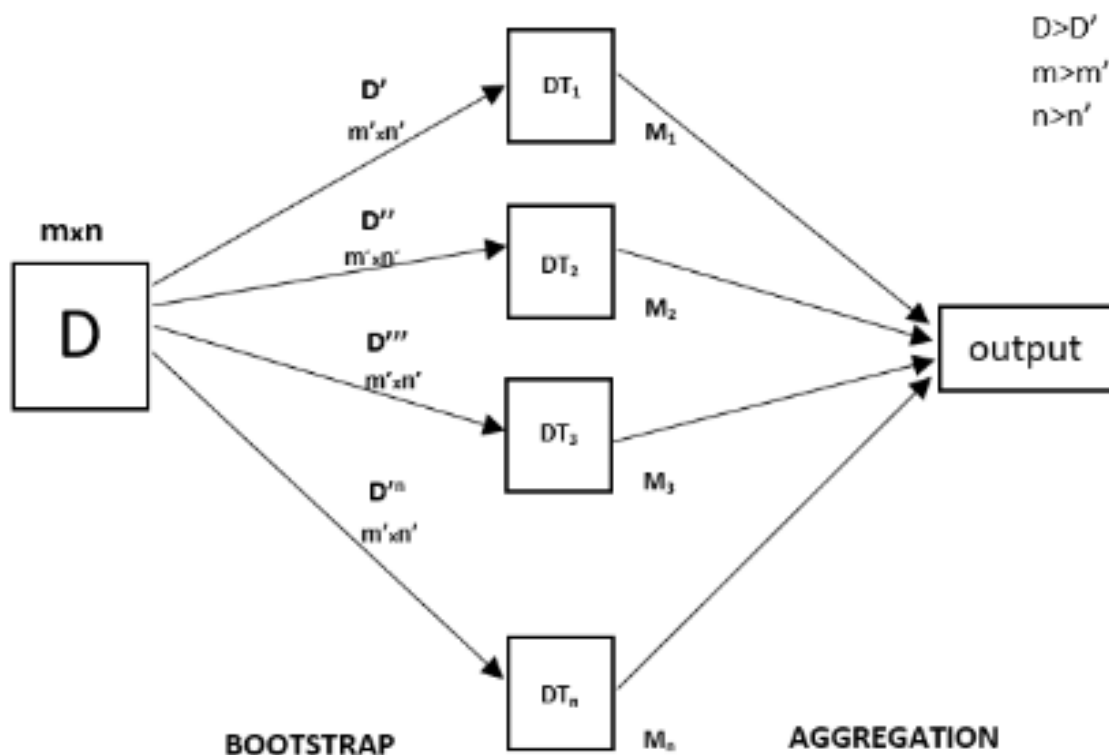 D>D'
m>m'
n>n'
D'
m'xn'
DT₁
M₁
mxn
D
D''
m'xn'
DT₂
M₂
D'''
m'xn'
DT₃
M₃
output
D'ⁿ
m'xn'
DTₙ
Mₙ
BOOTSTRAP
AGGREGATION